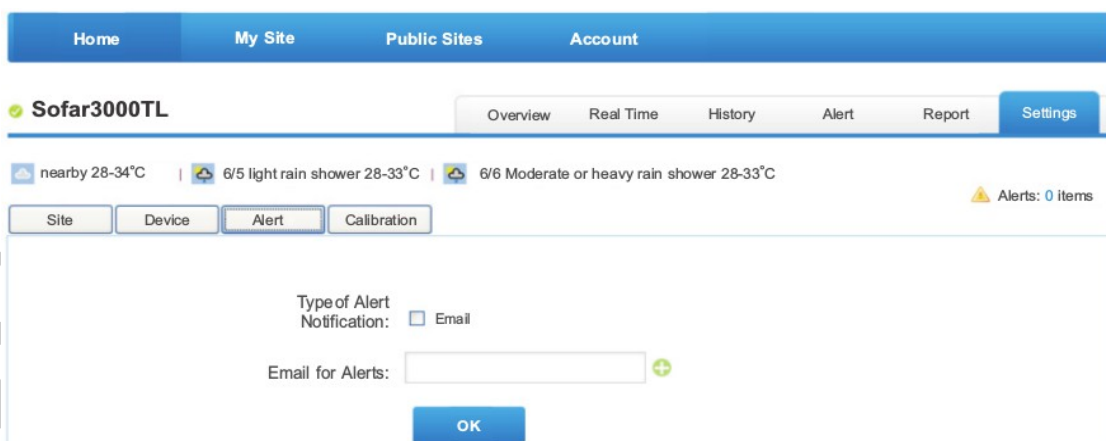 Home My Site Public Sites Account
Sofar3000TL
Overview Real Time History Alert Report Settings
nearby 28-34°C | 6/5 light rain shower 28-33°C | 6/6 Moderate or heavy rain shower 28-33°C
Alerts: 0 items
Site Device Alert Calibration
Type of Alert
Notification: Email
Email for Alerts:
OK